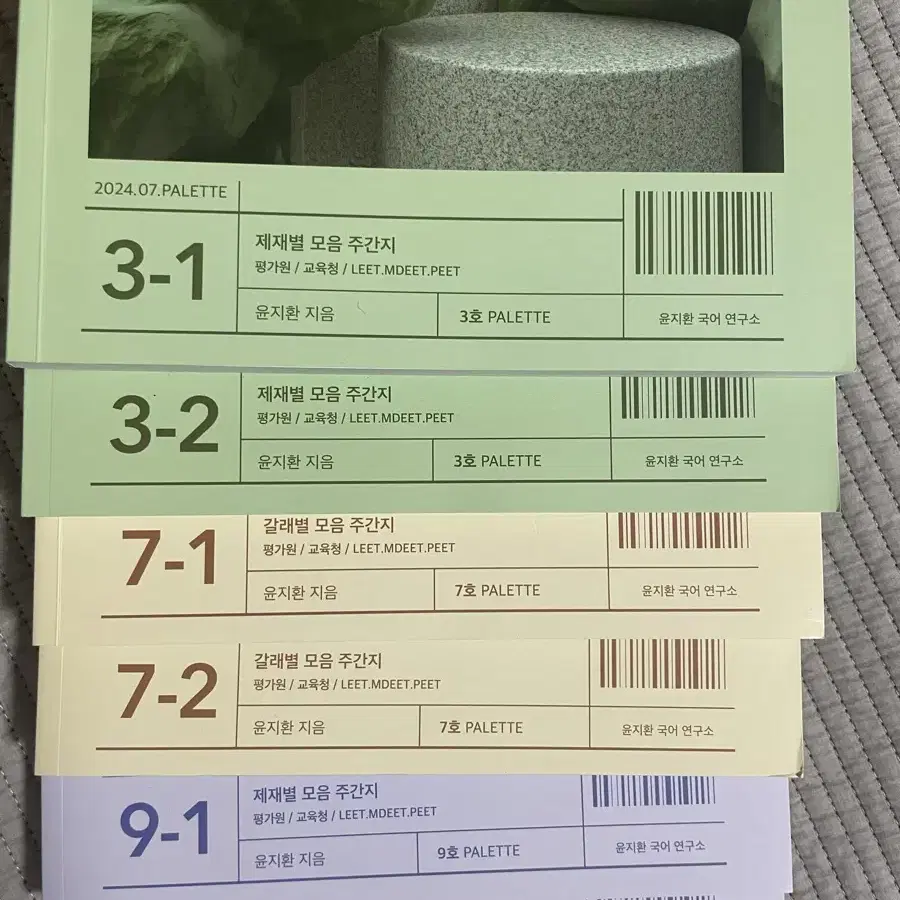 2024.07.PALETTE
3-1
제재별 모음 주간지
평가원 / 교육청 / LEET.MDEET.PEET
윤지환 지음
3호 PALETTE
윤지환 국어 연구소
3-2
제재별 모음 주간지
평가원 / 교육청 / LEET.MDEET.PEET
윤지환 지음
3호 PALETTE
윤지환 국어 연구소
7-1
갈래별 모음 주간지
평가원 / 교육청 / LEET.MDEET.PEET
윤지환 지음
7호 PALETTE
윤지환 국어 연구소
7-2
갈래별 모음 주간지
평가원 / 교육청 / LEET.MDEET.PEET
윤지환 지음
7호 PALETTE
윤지환 국어 연구소
9-1
제재별 모음 주간지
평가원 / 교육청 / LEET.MDEET.PEET
윤지환 지음
9호 PALETTE
윤지환 국어 연구소